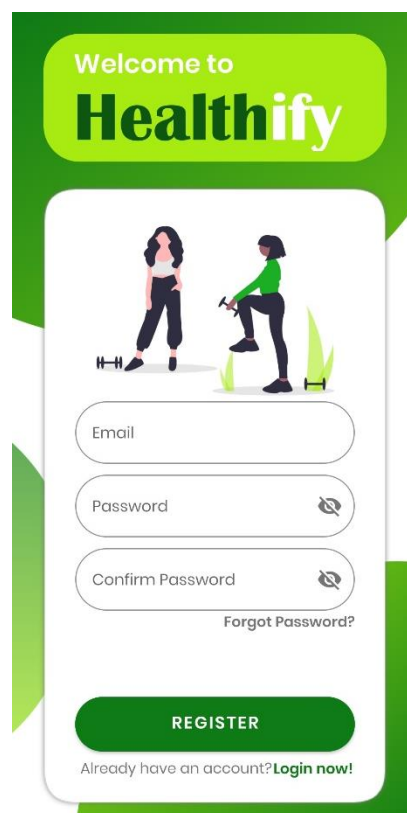 Welcome to
Healthify
Email
Password
Confirm Password
Forgot Password?
REGISTER
Already have an account?Login now!